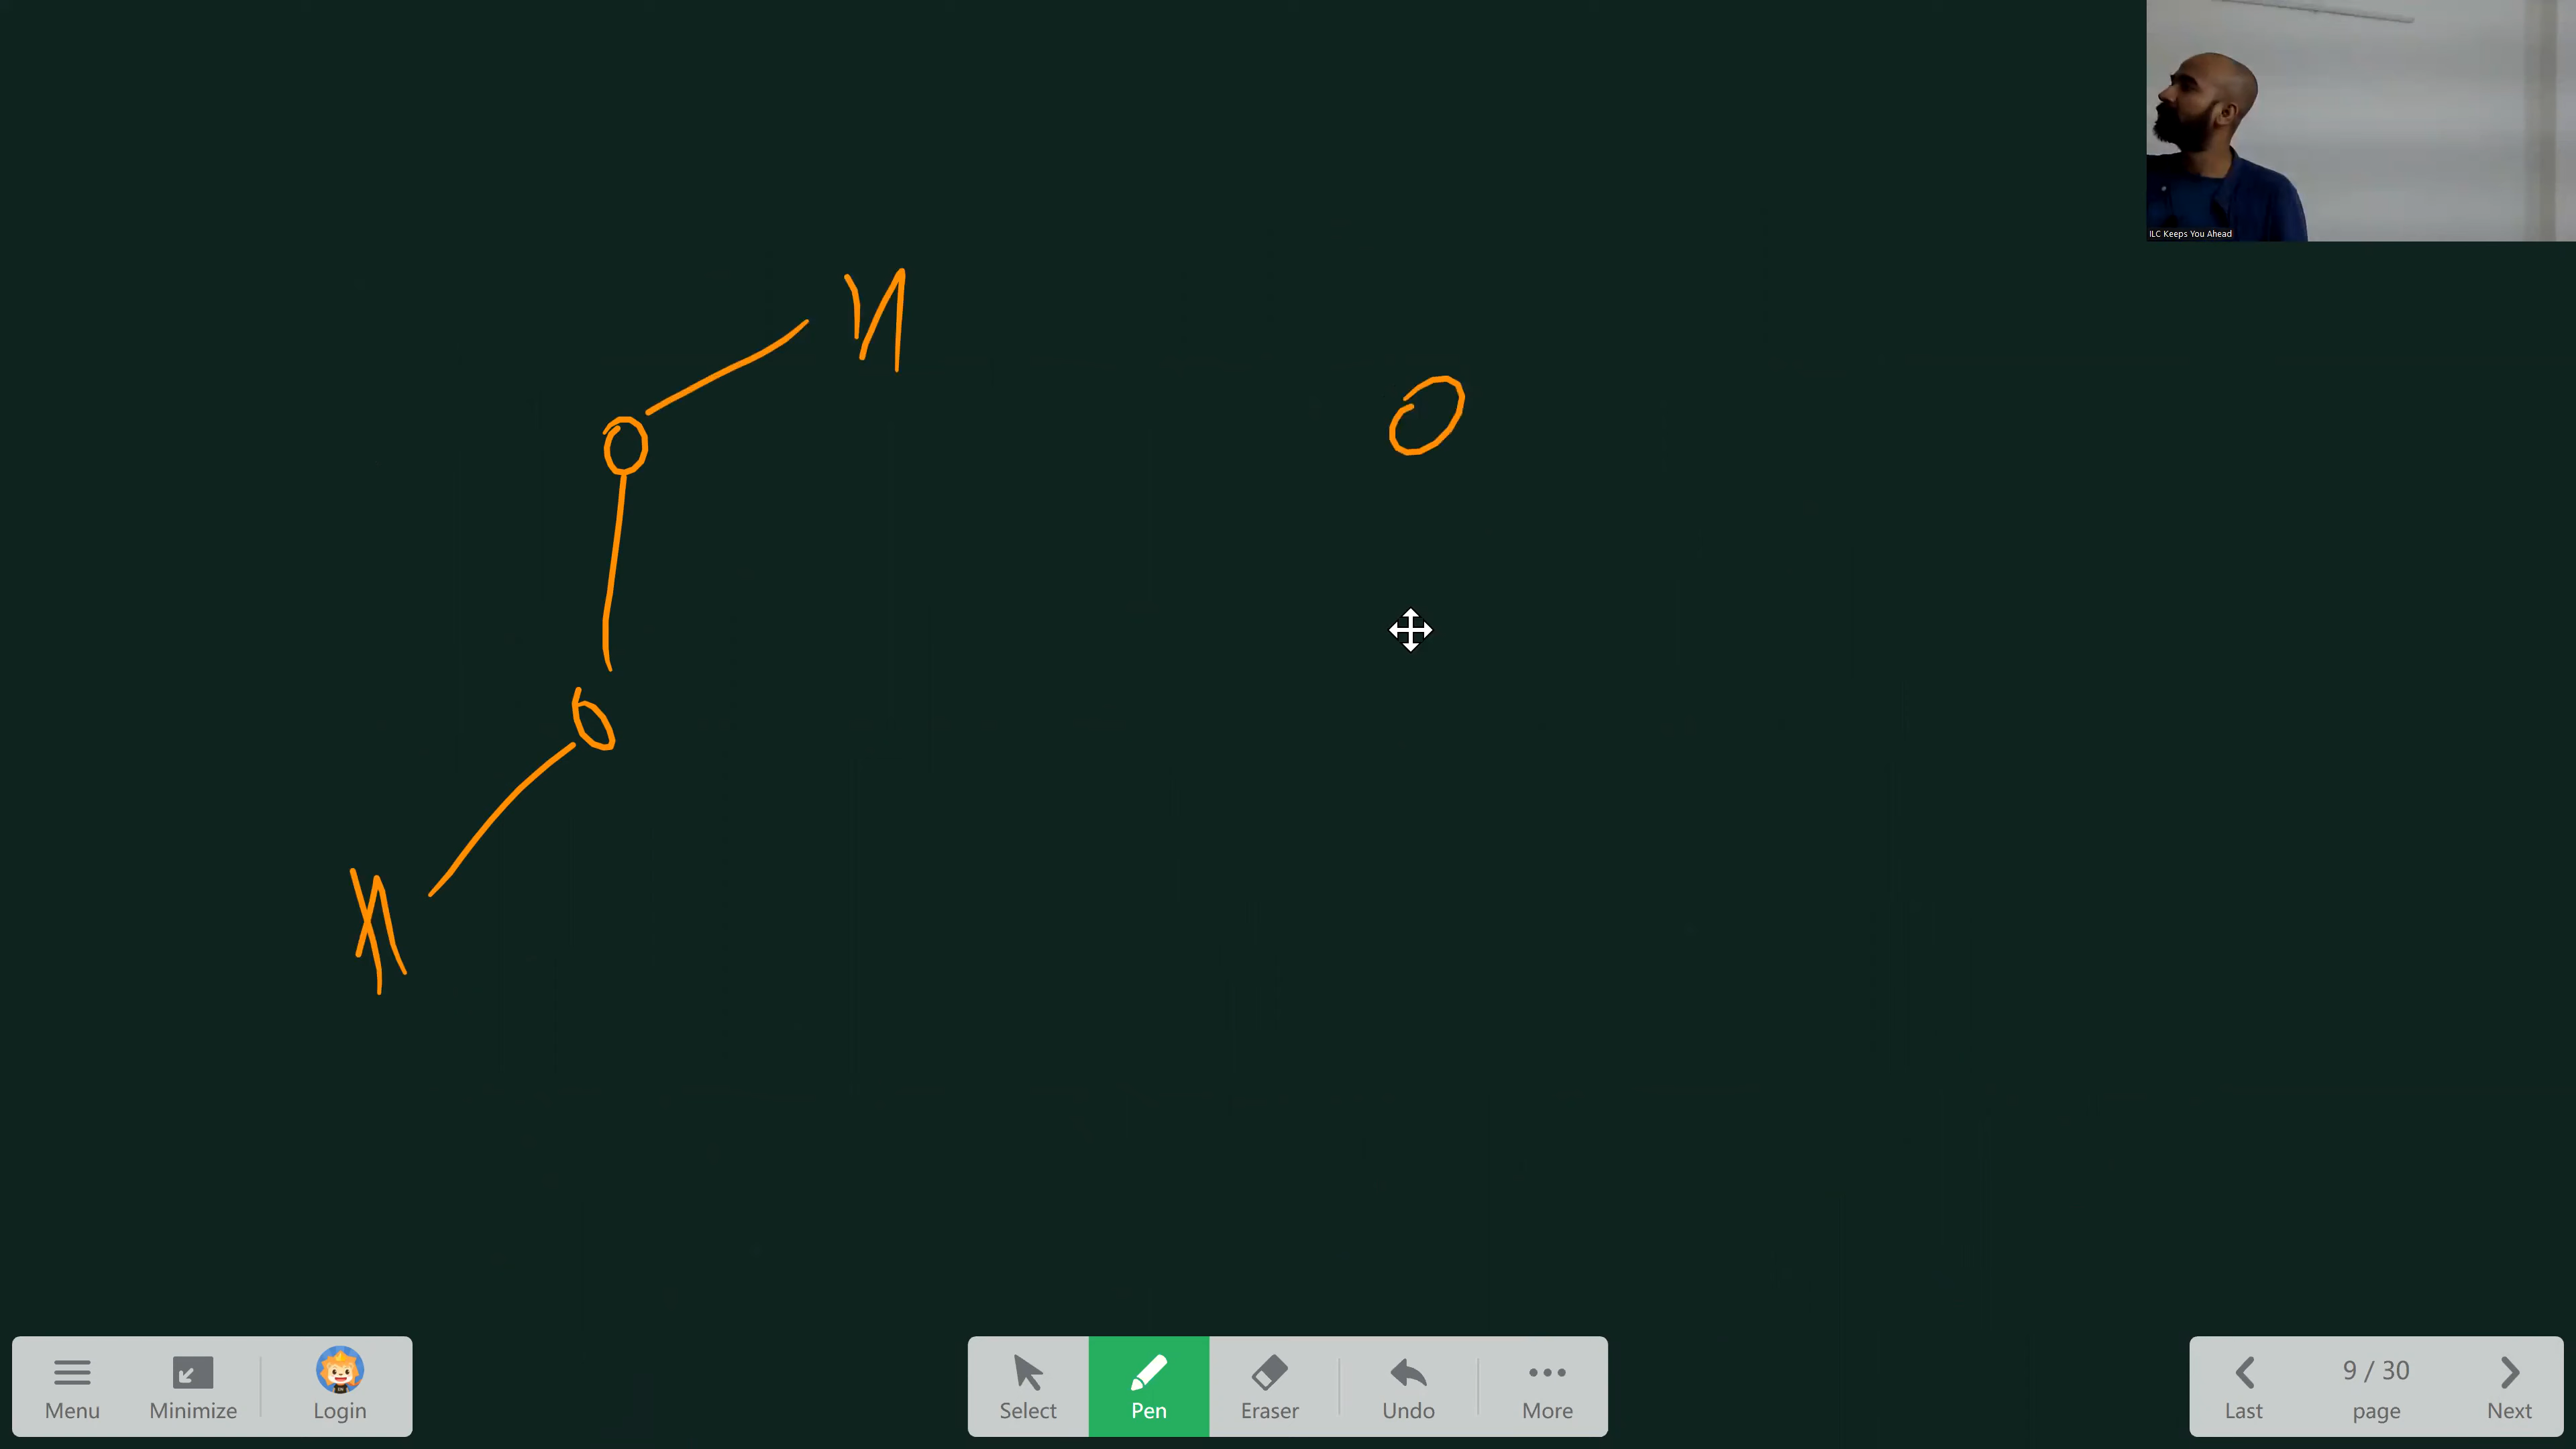 ILC Keeps You Ahead
H
O
O
O
H
Menu Minimize Login Select Pen Eraser Undo More Last 9 / 30 page Next